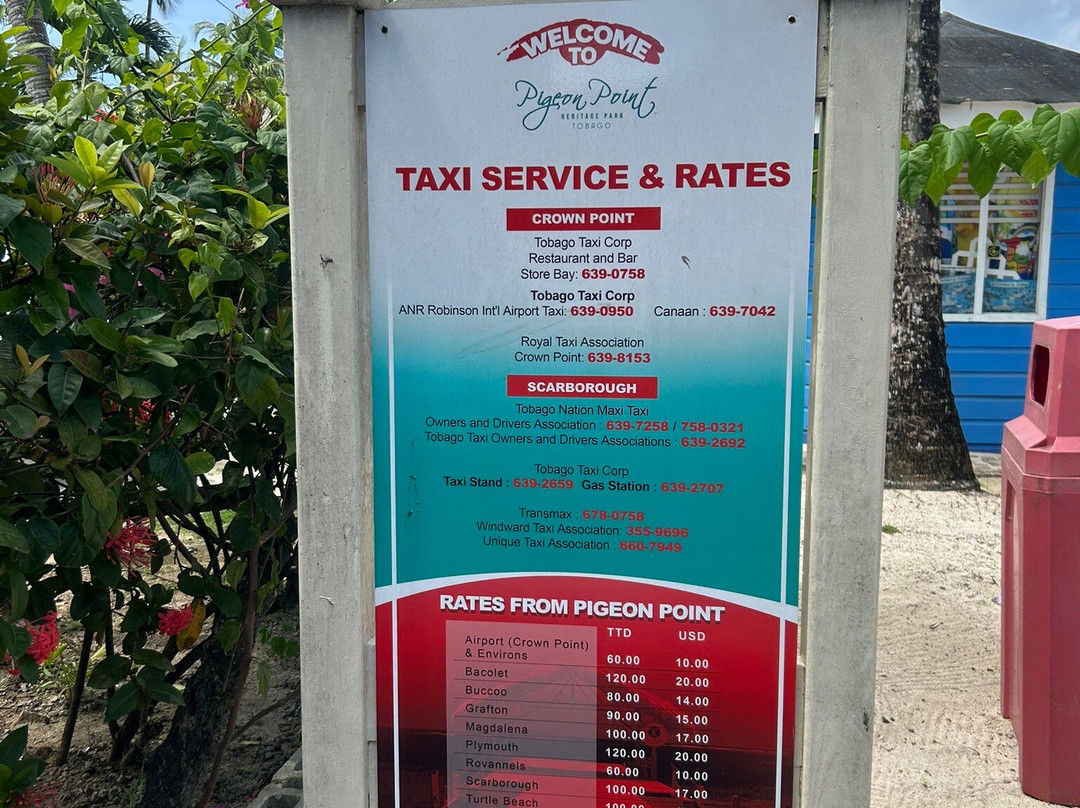 WELCOME
TO
Pigeon Point
HERITAGE PARK
TOBAGO
TAXI SERVICE & RATES
CROWN POINT
Tobago Taxi Corp
Restaurant and Bar
Store Bay: 639-0758
Tobago Taxi Corp
ANR Robinson Int'l Airport Taxi: 639-0950 Canaan : 639-7042
Royal Taxi Association
Crown Point: 639-8153
SCARBOROUGH
Tobago Nation Maxi Taxi
Owners and Drivers Association : 639-7258 / 758-0321
Tobago Taxi Owners and Drivers Associations : 639-2692
Tobago Taxi Corp
Taxi Stand : 639-2659 Gas Station : 639-2707
Transmax : 678-0758
Windward Taxi Association: 355-9696
Unique Taxi Association : 660-7949
RATES FROM PIGEON POINT
TTD USD
Airport (Crown Point)
& Environs 60.00 10.00
Bacolet 120.00 20.00
Buccoo 80.00 14.00
Grafton 90.00 15.00
Magdalena 100.00 17.00
Plymouth 120.00 20.00
Rovannels 60.00 10.00
Scarborough 100.00 17.00
Turtle Beach